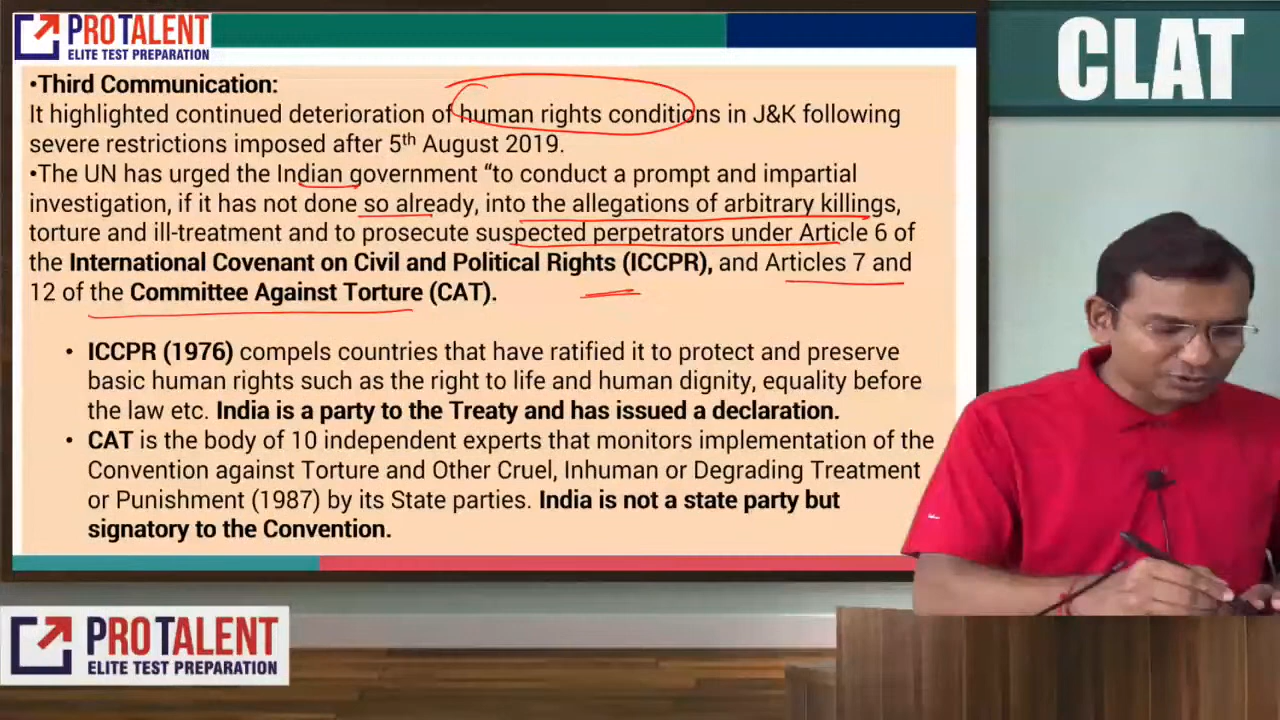 PROTALENT
ELITE TEST PREPARATION
CLAT
•Third Communication:
It highlighted continued deterioration of human rights conditions in J&K following
severe restrictions imposed after 5th August 2019.
•The UN has urged the Indian government “to conduct a prompt and impartial
investigation, if it has not done so already, into the allegations of arbitrary killings,
torture and ill-treatment and to prosecute suspected perpetrators under Article 6 of
the International Covenant on Civil and Political Rights (ICCPR), and Articles 7 and
12 of the Committee Against Torture (CAT).
• ICCPR (1976) compels countries that have ratified it to protect and preserve
basic human rights such as the right to life and human dignity, equality before
the law etc. India is a party to the Treaty and has issued a declaration.
• CAT is the body of 10 independent experts that monitors implementation of the
Convention against Torture and Other Cruel, Inhuman or Degrading Treatment
or Punishment (1987) by its State parties. India is not a state party but
signatory to the Convention.
PROTALENT
ELITE TEST PREPARATION